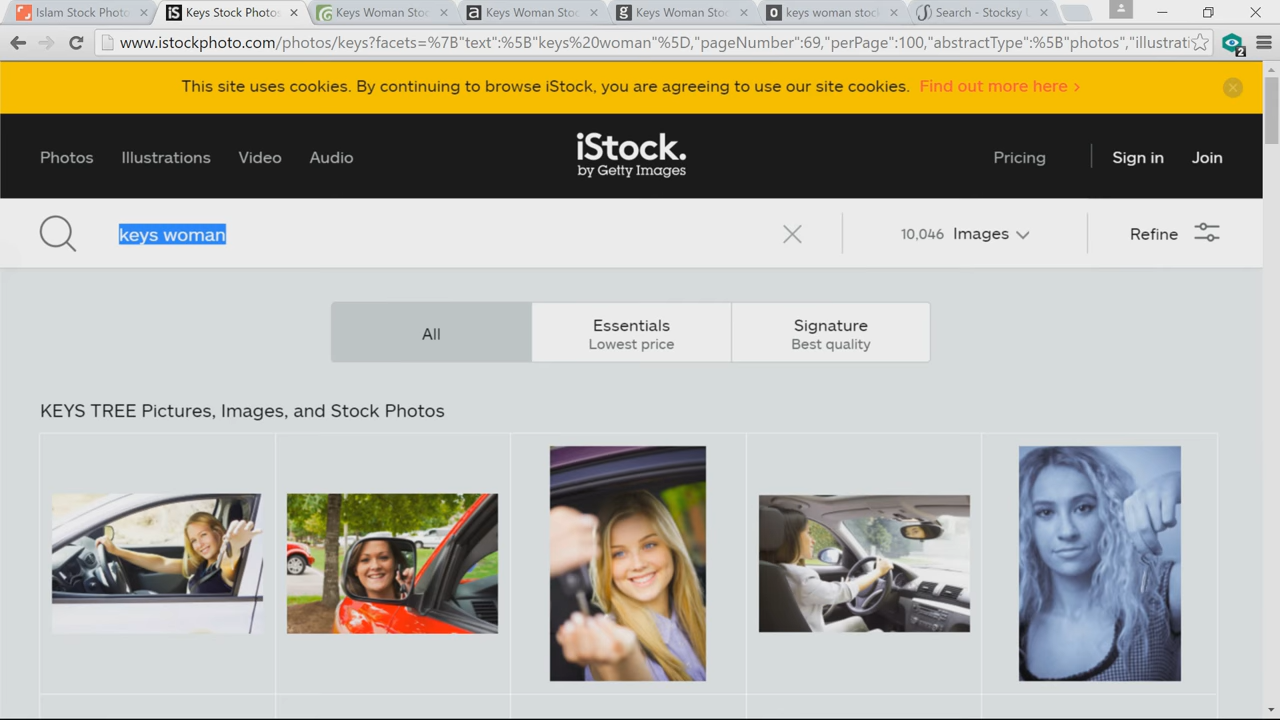 Islam Stock Photo
Keys Stock Photos
Keys Woman Stoc
Keys Woman Stoc
Keys Woman Stoc
keys woman stock
Search - Stocksy
www.istockphoto.com/photos/keys?facets=%7B"text":%5B"keys%20woman"%5D,"pageNumber":69,"perPage":100,"abstractType":%5B"photos","illustrati
2
This site uses cookies. By continuing to browse iStock, you are agreeing to use our site cookies. Find out more here >
Photos Illustrations Video Audio
iStock.
by Getty Images
Pricing Sign in Join
keys woman
10,046 Images
Refine
All
Essentials
Lowest price
Signature
Best quality
KEYS TREE Pictures, Images, and Stock Photos